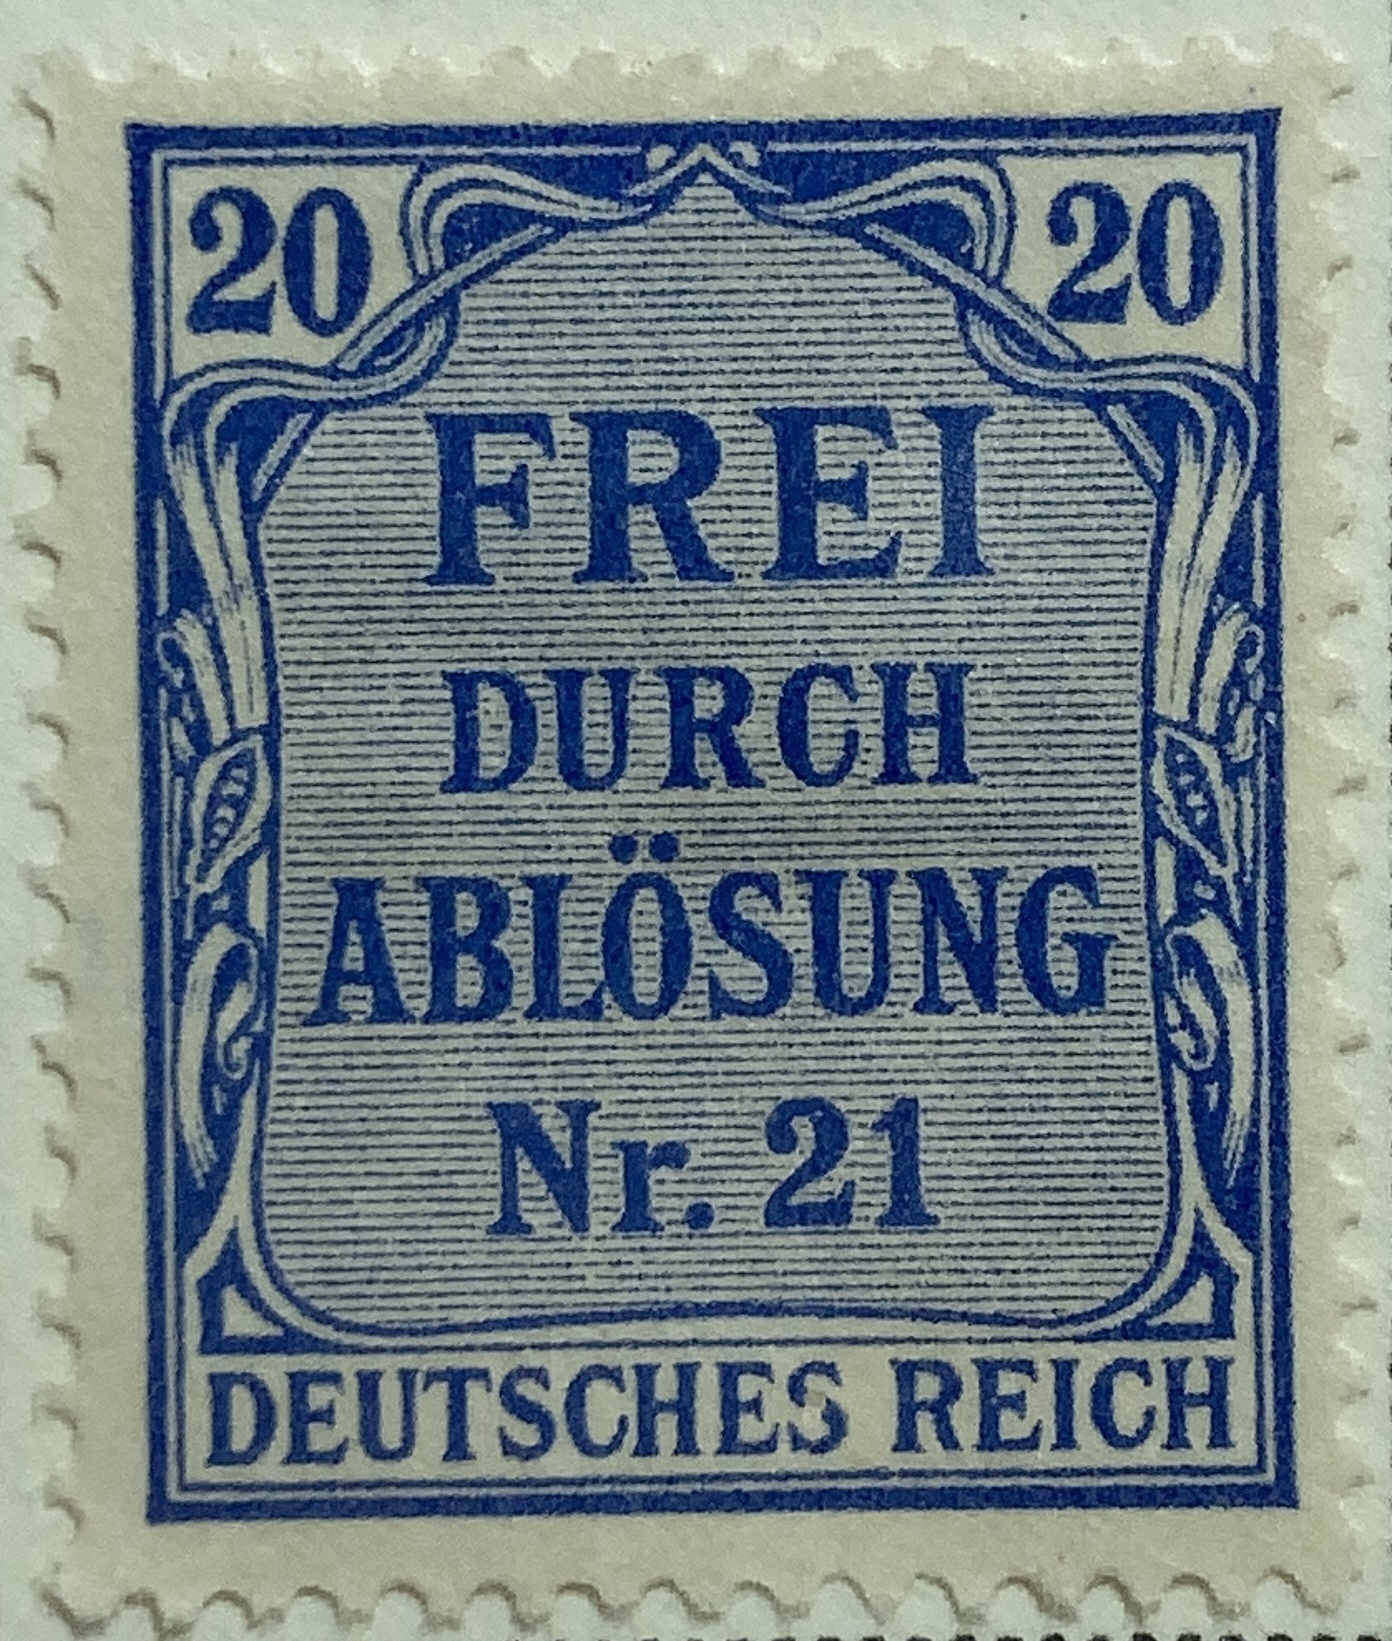 20 20
FREI
DURCH
ABLÖSUNG
Nr. 21
DEUTSCHES REICH